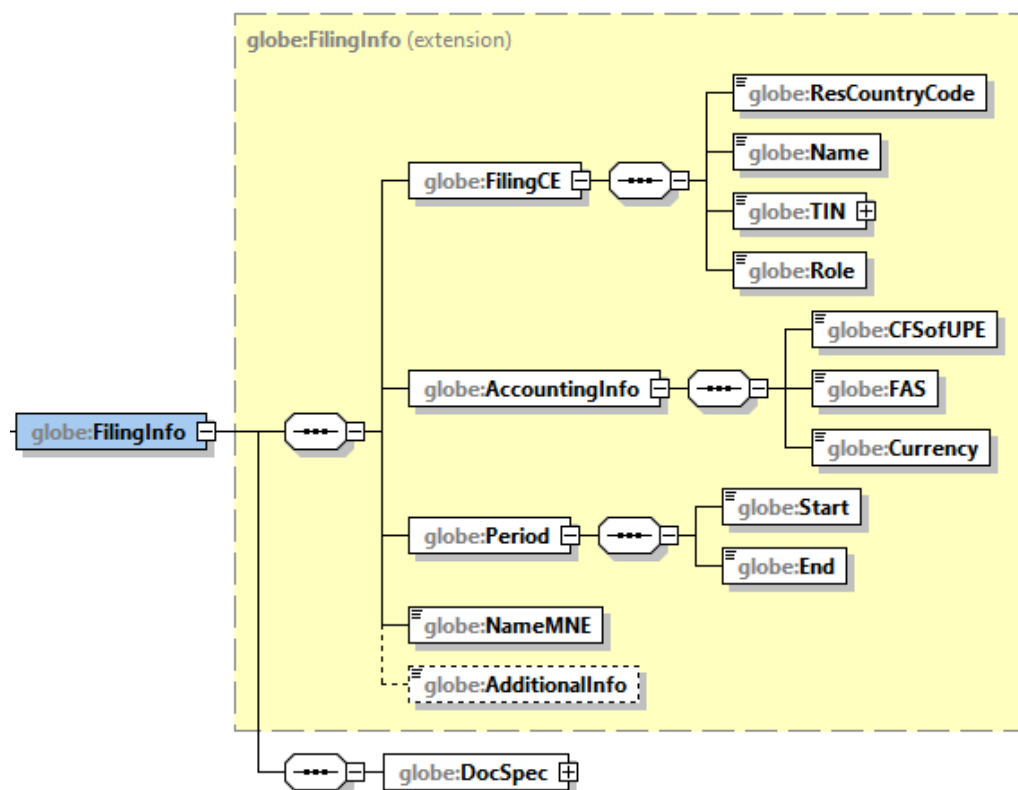 globe:FilingInfo (extension)
globe:ResCountryCode
globe:Name
globe:FilingCE
globe:TIN
globe:Role
globe:CFSofUPE
globe:AccountingInfo
globe:FAS
globe:FilingInfo
globe:Currency
globe:Start
globe:Period
globe:End
globe:NameMNE
globe:AdditionalInfo
globe:DocSpec